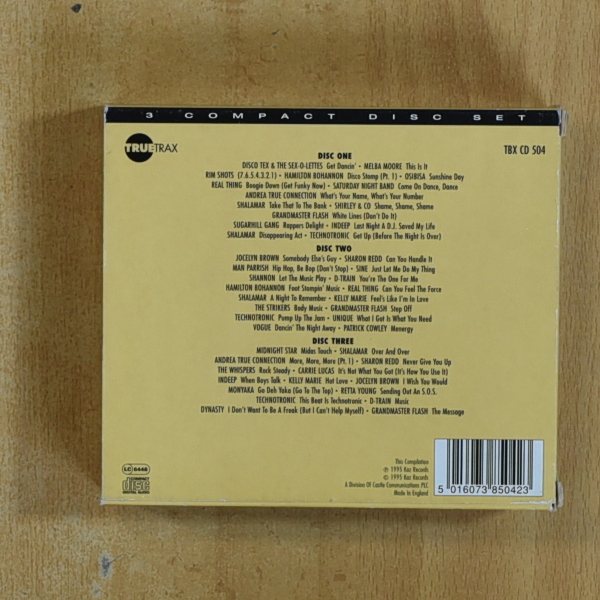 3 COMPACT DISC SET
TRUETRAX
TBX CD 504
DISC ONE
DISCO TEX & THE SEX-O-LETTES Get Dancin' • MELBA MOORE This Is It
RIM SHOTS (7.6.5.4.3.2.1) • HAMILTON BOHANNON Disco Stomp (Pt. 1) • OSIBISA Sunshine Day
REAL THING Boogie Down (Get Funky Now) • SATURDAY NIGHT BAND Come On Dance, Dance
ANDREA TRUE CONNECTION What's Your Name, What's Your Number
SHALAMAR Take That To The Bank • SHIRLEY & CO Shame, Shame, Shame
GRANDMASTER FLASH White Lines (Don't Do It)
SUGARHILL GANG Rappers Delight • INDEEP Last Night A D.J. Saved My Life
SHALAMAR Disappearing Act • TECHNOTRONIC Get Up (Before The Night Is Over)
DISC TWO
JOCELYN BROWN Somebody Else's Guy • SHARON REDD Can You Handle It
MAN PARRISH Hip Hop, Be Bop (Don't Stop) • SINE Just Let Me Do My Thing
SHANNON Let The Music Play • D-TRAIN You're The One For Me
HAMILTON BOHANNON Foot Stompin' Music • REAL THING Can You Feel The Force
SHALAMAR A Night To Remember • KELLY MARIE Feel's Like I'm In Love
THE STRIKERS Body Music • GRANDMASTER FLASH Step Off
TECHNOTRONIC Pump Up The Jam • UNIQUE What I Got Is What You Need
VOGUE Dancin' The Night Away • PATRICK COWLEY Menergy
DISC THREE
MIDNIGHT STAR Midas Touch • SHALAMAR Over And Over
ANDREA TRUE CONNECTION More, More, More (Pt. 1) • SHARON REDD Never Give You Up
THE WHISPERS Rock Steady • CARRIE LUCAS It's Not What You Got (It's How You Use It)
INDEEP When Boys Talk • KELLY MARIE Hot Love • JOCELYN BROWN I Wish You Would
MONYAKA Go Deh Yaka (Go To The Top) • RETTA YOUNG Sending Out An S.O.S.
TECHNOTRONIC This Beat Is Technotronic • D-TRAIN Music
DYNASTY I Don't Want To Be A Freak (But I Can't Help Myself) • GRANDMASTER FLASH The Message
This Compilation
℗ 1995 Kaz Records
© 1995 Kaz Records
A Division Of Castle Communications PLC
Made In England
LC 6448
COMPACT
disc
DIGITAL AUDIO
5 016073 850423